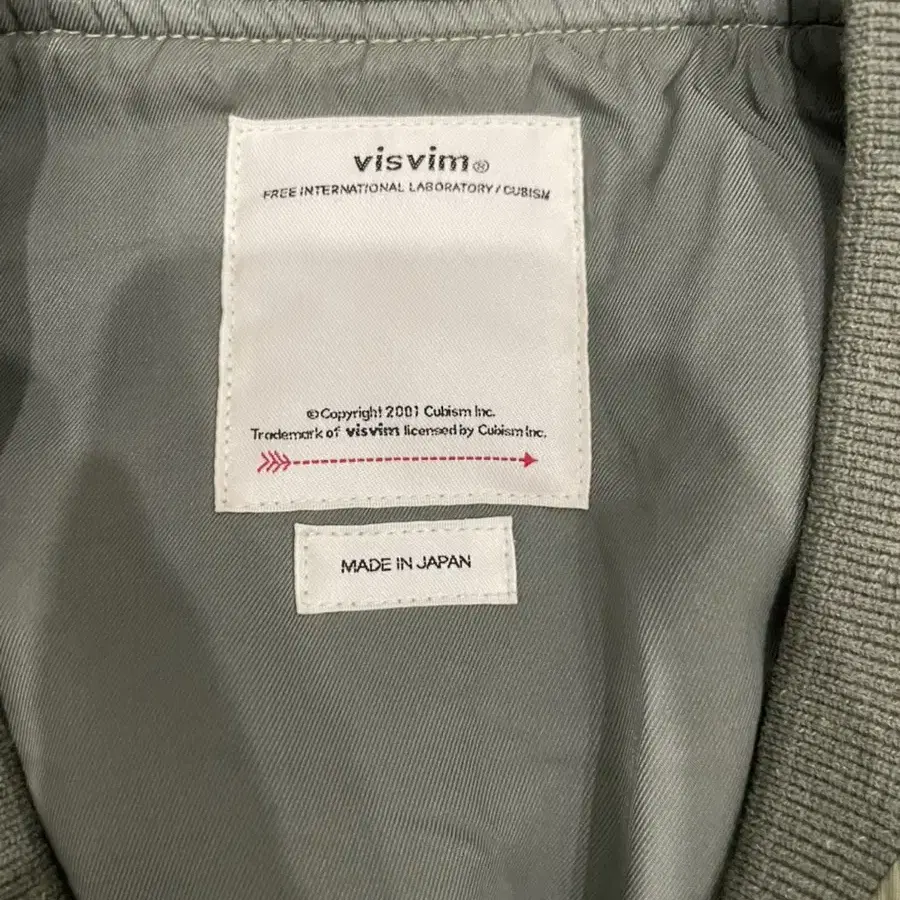 visvim®
FREE INTERNATIONAL LABORATORY / CUBISM
©Copyright 2001 Cubism Inc.
Trademark of visvim licensed by Cubism Inc.
MADE IN JAPAN